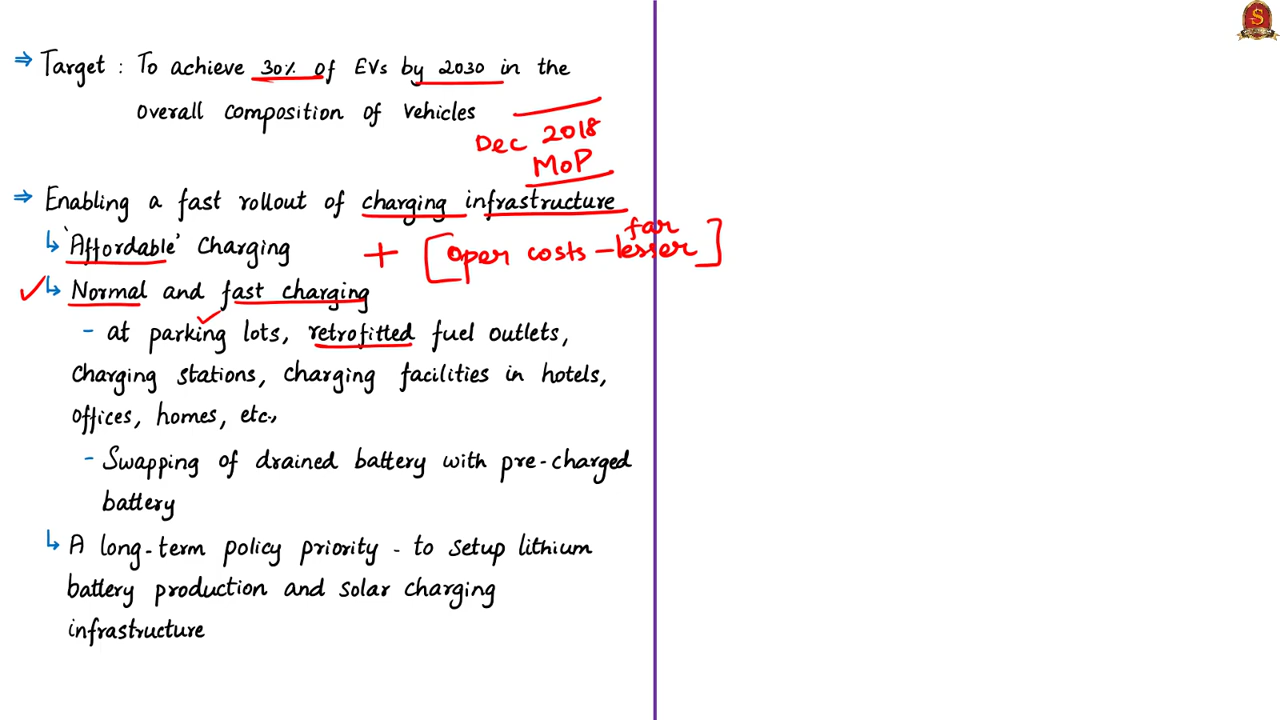 ⇒ Target : To achieve 30% of EVs by 2030 in the
overall composition of vehicles
Dec 2018
MoP
⇒ Enabling a fast rollout of charging infrastructure
↳ 'Affordable' charging
+ [oper costs – far lesser]
↳ Normal and fast charging
- at parking lots, retrofitted fuel outlets,
charging stations, charging facilities in hotels,
offices, homes, etc.,
- Swapping of drained battery with pre-charged
battery
↳ A long-term policy priority - to setup lithium
battery production and solar charging
infrastructure
S